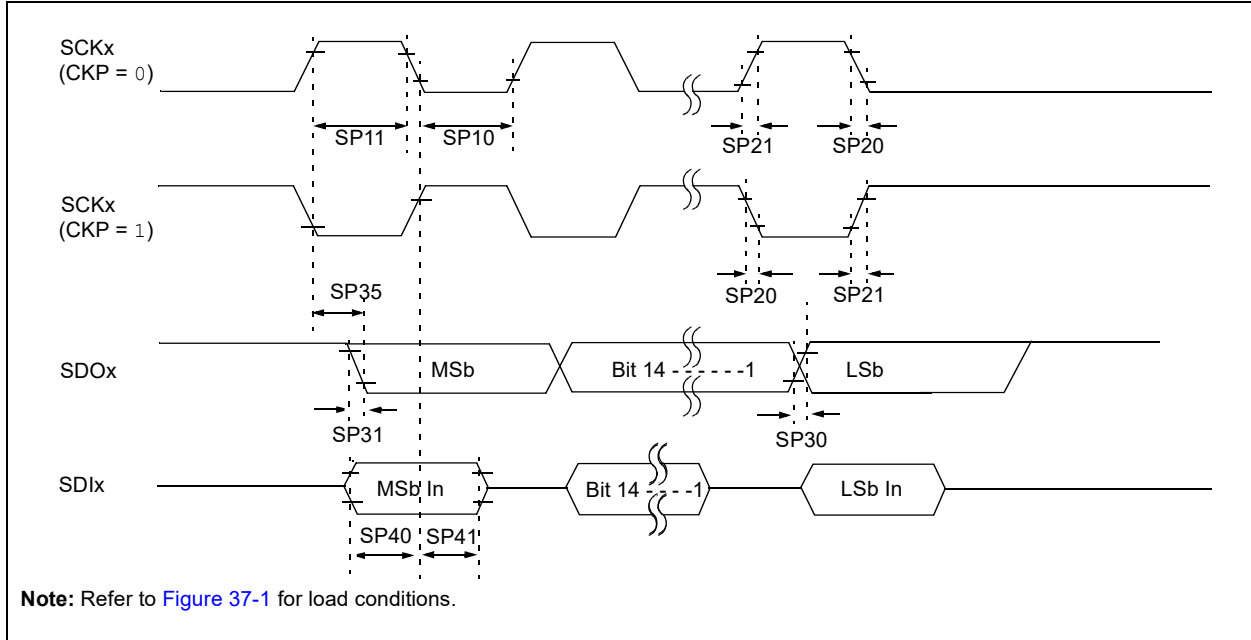 SCKx
(CKP = 0)
SP11
SP10
SP21
SP20
SCKx
(CKP = 1)
SP35
SP20
SP21
SDOx
MSb
Bit 14 - - - - - -1
LSb
SP31
SP30
SDIx
MSb In
Bit 14 - - - - -1
LSb In
SP40
SP41
Note: Refer to Figure 37-1 for load conditions.